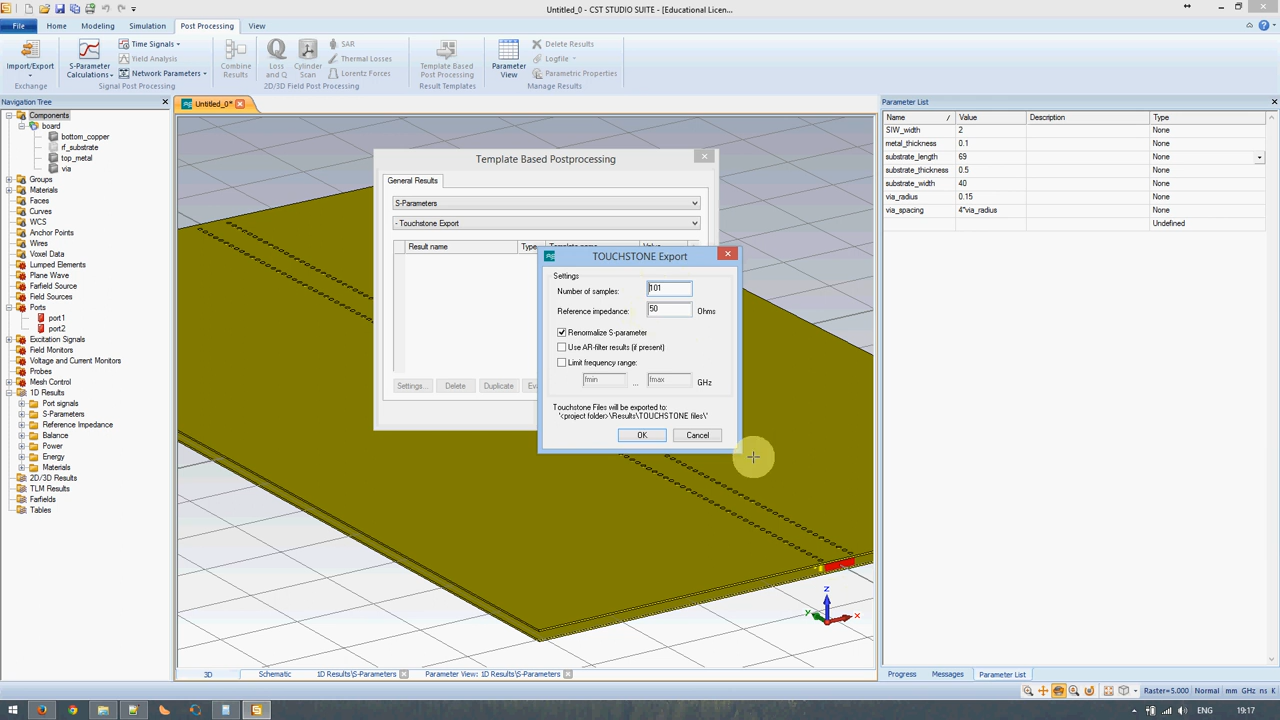 Untitled_0* - CST STUDIO SUITE - [Educational Licen...
File Home Modeling Simulation Post Processing View
Import/Export
Exchange
S-Parameter Calculations
Time Signals
Yield Analysis
Network Parameters
Signal Post Processing
Combine Results
Loss and Q
Cylinder Scan
SAR
Thermal Losses
Lorentz Forces
2D/3D Field Post Processing
Template Based Post Processing
Result Templates
Parameter View
Delete Results
Logfile
Parametric Properties
Manage Results
Navigation Tree
Components
board
bottom_copper
rf_substrate
top_metal
via
Groups
Materials
Faces
Curves
WCS
Anchor Points
Wires
Voxel Data
Lumped Elements
Plane Wave
Farfield Source
Field Sources
Ports
port1
port2
Excitation Signals
Field Monitors
Voltage and Current Monitors
Probes
Mesh Control
1D Results
Port signals
S-Parameters
Reference Impedance
Balance
Power
Energy
Materials
2D/3D Results
TLM Results
Farfields
Tables
Untitled_0*
Template Based Postprocessing
General Results
S-Parameters
- Touchstone Export
Result name Type Template name Value
Settings... Delete Duplicate Eva
TOUCHSTONE Export
Settings
Number of samples: 101
Reference impedance: 50 Ohms
Renormalize S-parameter
Use AR-filter results (if present)
Limit frequency range:
fmin ... fmax GHz
Touchstone Files will be exported to:
'<project folder>\Results\TOUCHSTONE files\'
OK Cancel
z
y x
3D Schematic 1D Results\S-Parameters Parameter View: 1D Results\S-Parameters
Parameter List
Name / Value Description Type
SIW_width 2 None
metal_thickness 0.1 None
substrate_length 69 None
substrate_thickness 0.5 None
substrate_width 40 None
via_radius 0.15 None
via_spacing 4*via_radius None
Undefined
Progress Messages Parameter List
Raster=5.000 Normal mm GHz ns K
ENG 19:17